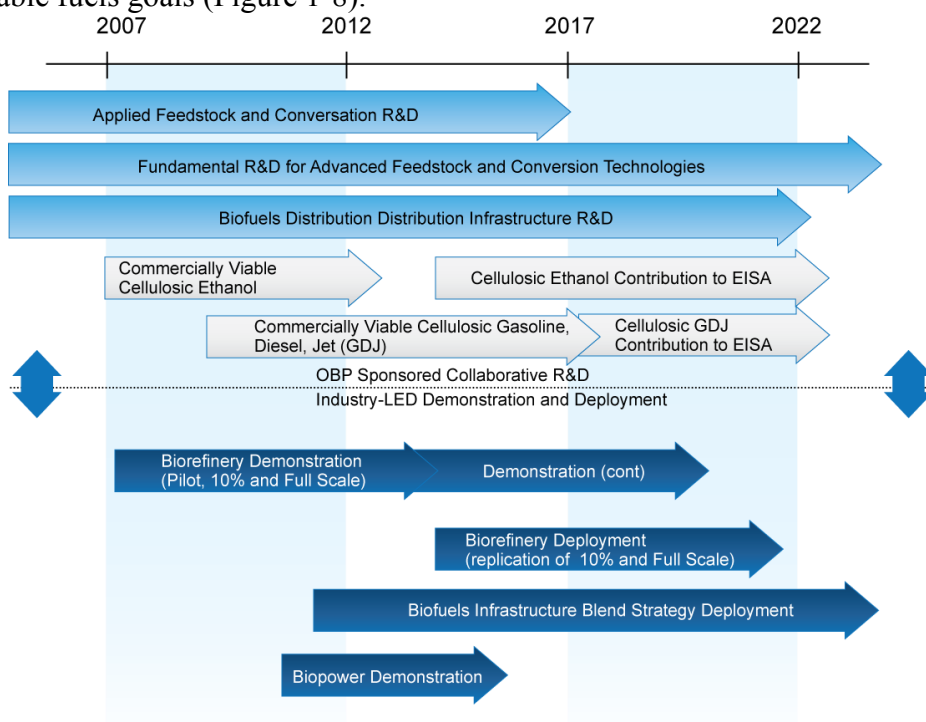 able fuels goals (Figure 1-8).
2007 2012 2017 2022
Applied Feedstock and Conversation R&D
Fundamental R&D for Advanced Feedstock and Conversion Technologies
Biofuels Distribution Distribution Infrastructure R&D
Commercially Viable
Cellulosic Ethanol
Cellulosic Ethanol Contribution to EISA
Commercially Viable Cellulosic Gasoline,
Diesel, Jet (GDJ)
Cellulosic GDJ
Contribution to EISA
OBP Sponsored Collaborative R&D
Industry-LED Demonstration and Deployment
Biorefinery Demonstration
(Pilot, 10% and Full Scale)
Demonstration (cont)
Biorefinery Deployment
(replication of 10% and Full Scale)
Biofuels Infrastructure Blend Strategy Deployment
Biopower Demonstration